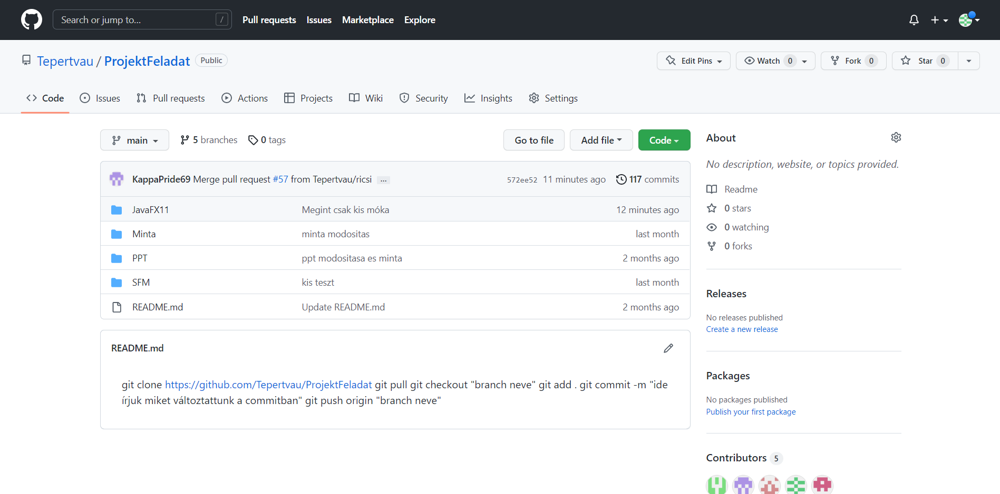 Search or jump to... / Pull requests Issues Marketplace Explore
Tepertvau / ProjektFeladat Public Edit Pins Watch 0 Fork 0 Star 0
Code Issues Pull requests Actions Projects Wiki Security Insights Settings
main 5 branches 0 tags Go to file Add file Code
KappaPride69 Merge pull request #57 from Tepertvau/ricsi ... 572ee52 11 minutes ago 117 commits
JavaFX11 Megint csak kis móka 12 minutes ago
Minta minta modositas last month
PPT ppt modositasa es minta 2 months ago
SFM kis teszt last month
README.md Update README.md 2 months ago
README.md
git clone https://github.com/Tepertvau/ProjektFeladat git pull git checkout "branch neve" git add . git commit -m "ide
írjuk miket változtattunk a commitban" git push origin "branch neve"
About
No description, website, or topics provided.
Readme
0 stars
0 watching
0 forks
Releases
No releases published
Create a new release
Packages
No packages published
Publish your first package
Contributors 5